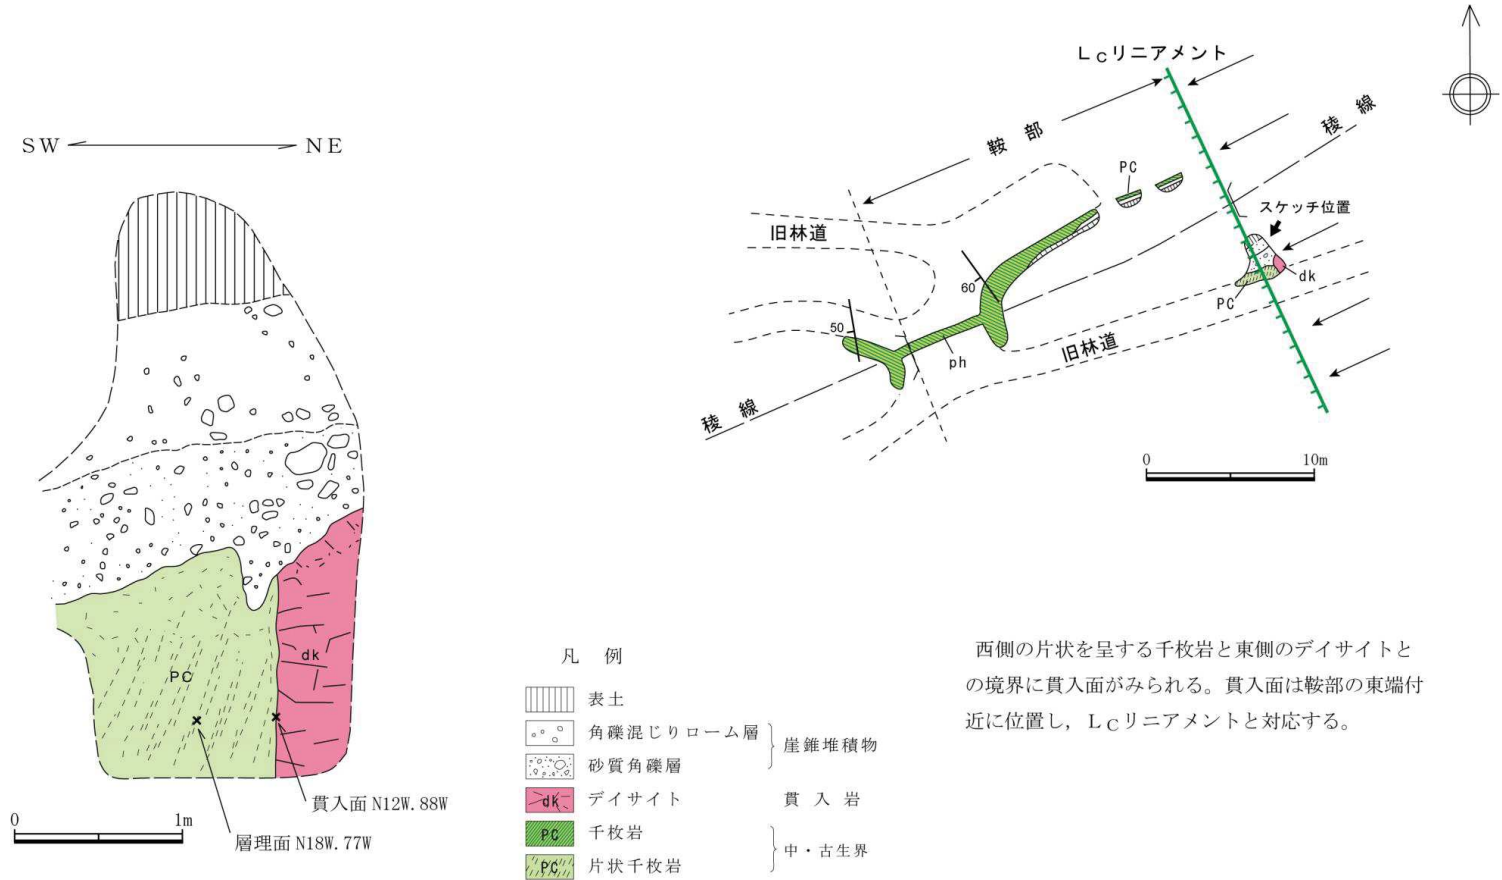 SW NE
PC
dk
貫入面 N12W.88W
層理面 N18W.77W
0 1m
LCリニアメント
鞍部
稜線
PC
旧林道
スケッチ位置
60
dk
PC
50
ph
旧林道
稜線
0 10m
凡 例
表土
角礫混じりローム層
砂質角礫層
崖錐堆積物
dk デイサイト 貫 入 岩
PC 千枚岩
PC 片状千枚岩
中・古生界
西側の片状を呈する千枚岩と東側のデイサイトと
の境界に貫入面がみられる。貫入面は鞍部の東端付
近に位置し，LCリニアメントと対応する。